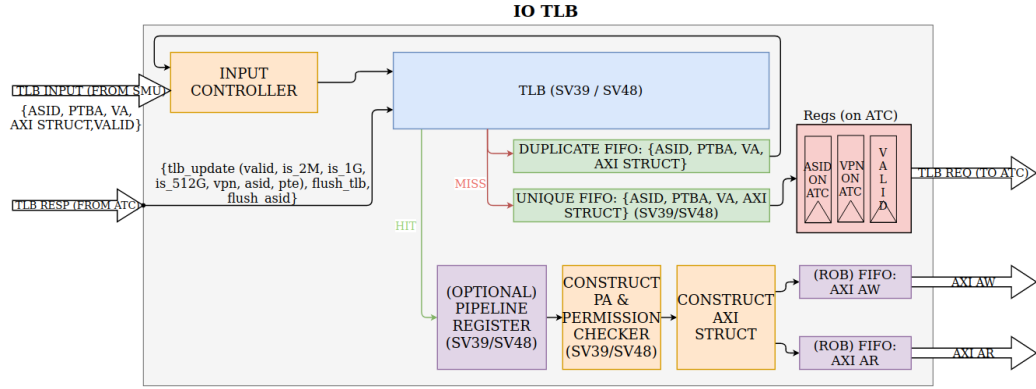 IO TLB
INPUT
CONTROLLER
TLB (SV39 / SV48)
TLB INPUT (FROM SMU)
{ASID, PTBA, VA,
AXI STRUCT,VALID}
Regs (on ATC)
DUPLICATE FIFO: {ASID, PTBA, VA,
AXI STRUCT}
ASID
ON
ATC
VPN
ON
ATC
V
A
L
I
D
{tlb_update (valid, is_2M, is_1G,
is_512G, vpn, asid, pte), flush_tlb,
flush_asid}
MISS
TLB REQ (TO ATC)
UNIQUE FIFO: {ASID, PTBA, VA, AXI
STRUCT} (SV39/SV48)
TLB RESP (FROM ATC)
HIT
(OPTIONAL)
PIPELINE
REGISTER
(SV39/SV48)
CONSTRUCT
PA &
PERMISSION
CHECKER
(SV39/SV48)
CONSTRUCT
AXI
STRUCT
(ROB) FIFO:
AXI AW
AXI AW
(ROB) FIFO:
AXI AR
AXI AR